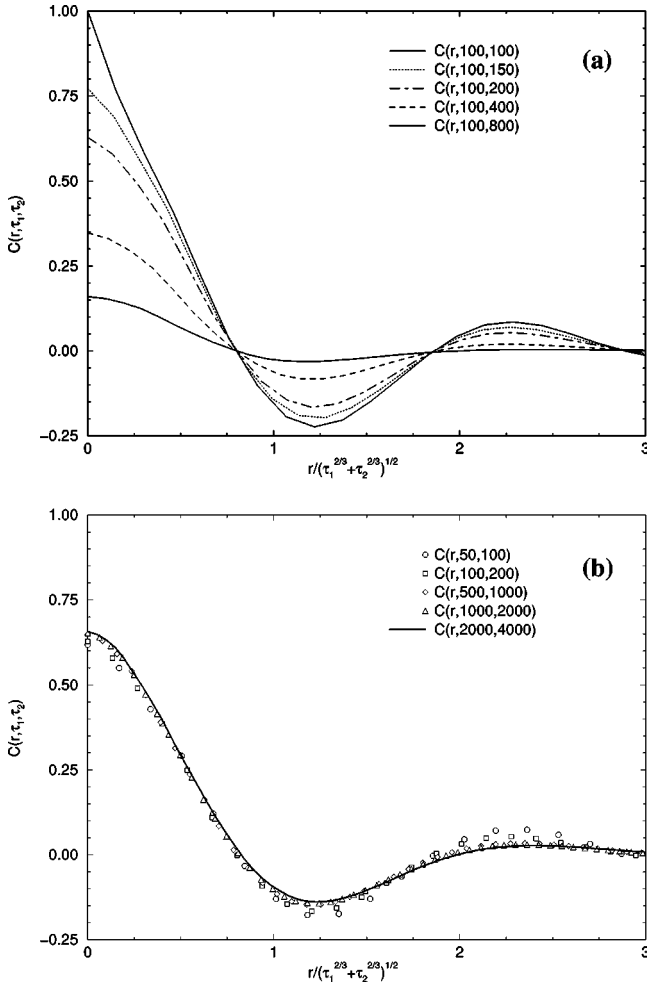 1.00
0.75
0.50
0.25
0.00
−0.25
C(r,τ₁,τ₂)
(a)
C(r,100,100)
C(r,100,150)
C(r,100,200)
C(r,100,400)
C(r,100,800)
0 1 2 3
r/(τ₁^2/3+τ₂^2/3)^1/2
1.00
0.75
0.50
0.25
0.00
−0.25
C(r,τ₁,τ₂)
(b)
C(r,50,100)
C(r,100,200)
C(r,500,1000)
C(r,1000,2000)
C(r,2000,4000)
0 1 2 3
r/(τ₁^2/3+τ₂^2/3)^1/2